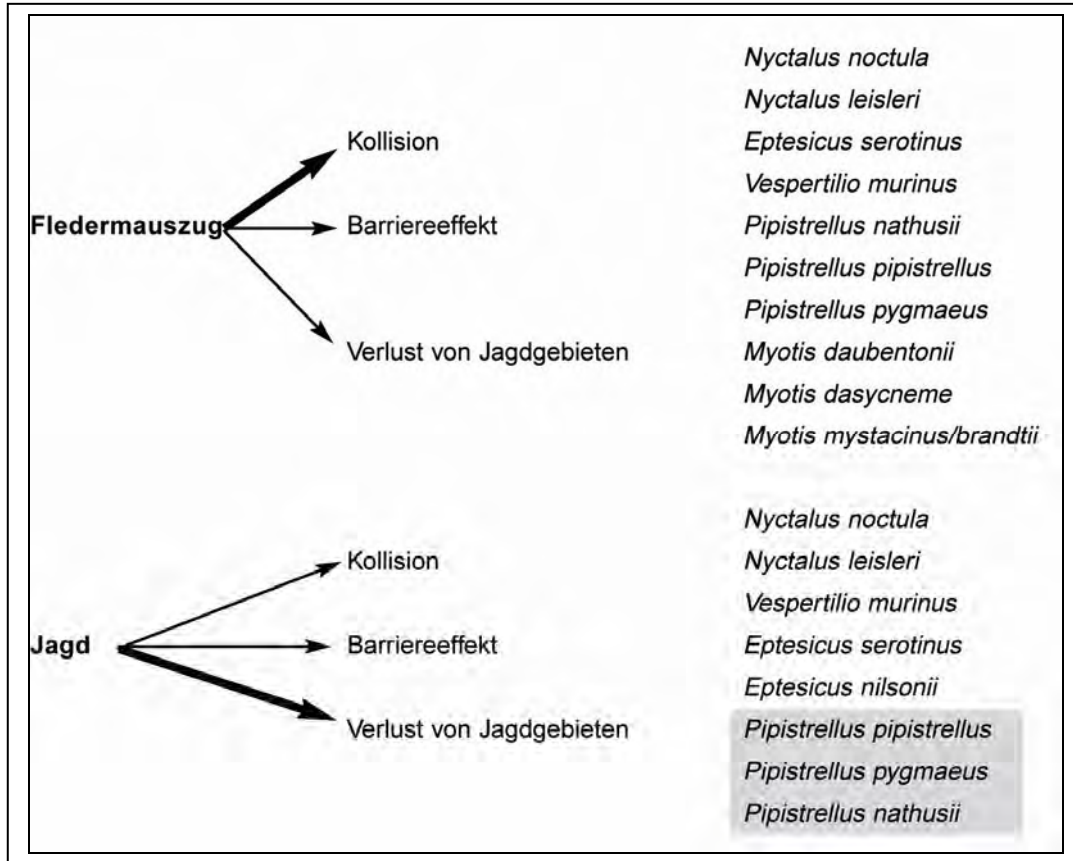 Nyctalus noctula
Nyctalus leisleri
Kollision
Eptesicus serotinus
Vespertilio murinus
Fledermauszug
Barriereeffekt
Pipistrellus nathusii
Pipistrellus pipistrellus
Pipistrellus pygmaeus
Verlust von Jagdgebieten
Myotis daubentonii
Myotis dasycneme
Myotis mystacinus/brandtii
Nyctalus noctula
Kollision
Nyctalus leisleri
Vespertilio murinus
Jagd
Barriereeffekt
Eptesicus serotinus
Eptesicus nilsonii
Verlust von Jagdgebieten
Pipistrellus pipistrellus
Pipistrellus pygmaeus
Pipistrellus nathusii